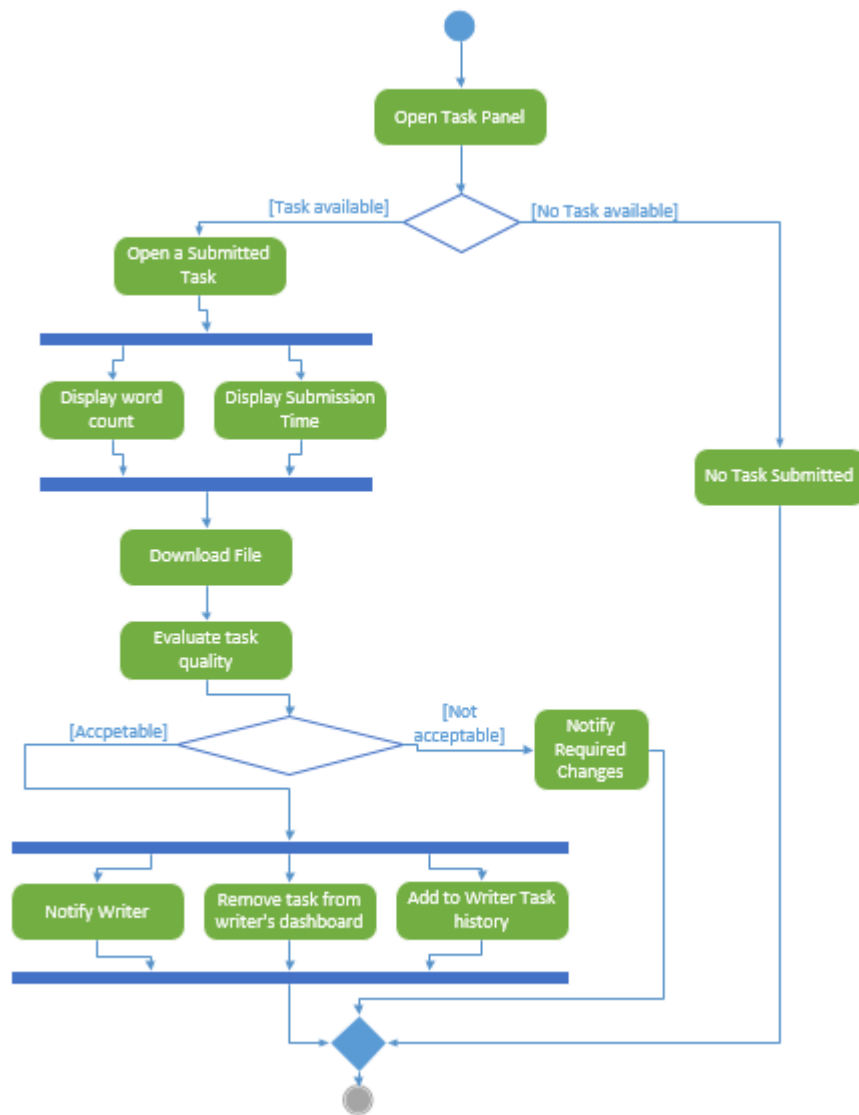 Open Task Panel
[Task available]
[No Task available]
Open a Submitted
Task
Display word
count
Display Submission
Time
No Task Submitted
Download File
Evaluate task
quality
[Accpetable]
[Not
acceptable]
Notify
Required
Changes
Notify Writer
Remove task from
writer's dashboard
Add to Writer Task
history